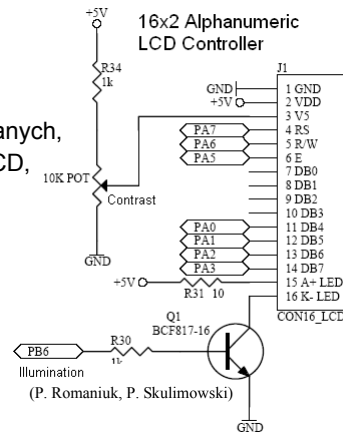 +5V
16x2 Alphanumeric
LCD Controller
R34
1k
J1
GND
1 GND
+5V
2 VDD
3 V5
anych,
PA7
4 RS
PA6
5 R/W
PA5
6 E
CD,
10K POT
7 DB0
8 DB1
Contrast
9 DB2
10 DB3
PA0
11 DB4
PA1
12 DB5
PA2
13 DB6
GND
PA3
14 DB7
+5V
15 A+ LED
R31 10
16 K- LED
CON16_LCD
Q1
BCF817-16
R30
PB6
1k
Illumination
(P. Romaniuk, P. Skulimowski)
GND